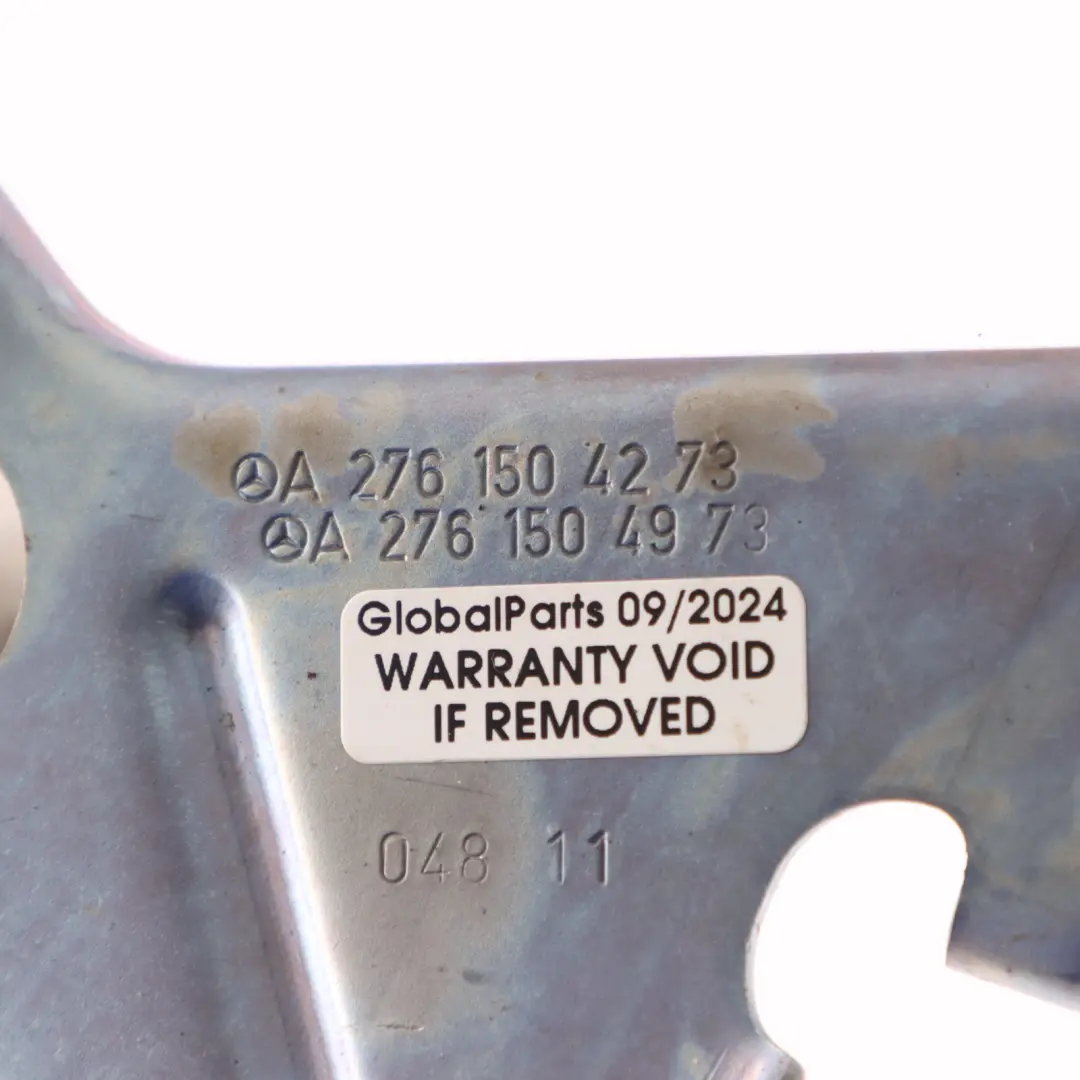 A 276 150 42 73
A 276 150 49 73
GlobalParts 09/2024
WARRANTY VOID
IF REMOVED
048 11